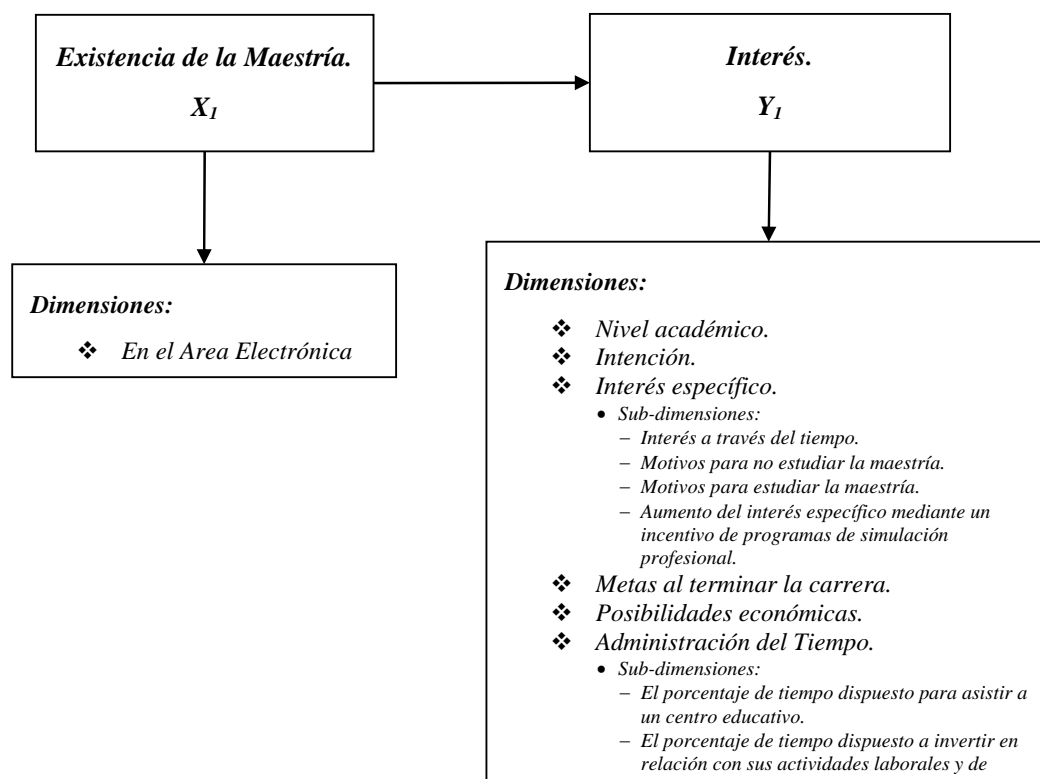 Existencia de la Maestría.
X1
Interés.
Y1
Dimensiones:
❖ En el Area Electrónica
Dimensiones:
❖ Nivel académico.
❖ Intención.
❖ Interés específico.
• Sub-dimensiones:
– Interés a través del tiempo.
– Motivos para no estudiar la maestría.
– Motivos para estudiar la maestría.
– Aumento del interés específico mediante un
incentivo de programas de simulación
profesional.
❖ Metas al terminar la carrera.
❖ Posibilidades económicas.
❖ Administración del Tiempo.
• Sub-dimensiones:
– El porcentaje de tiempo dispuesto para asistir a
un centro educativo.
– El porcentaje de tiempo dispuesto a invertir en
relación con sus actividades laborales y de